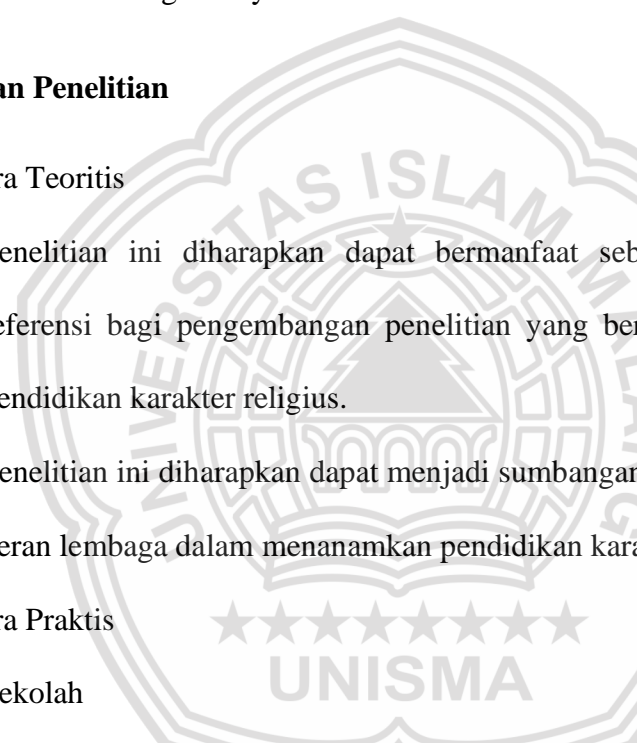 an Penelitian
ra Teoritis
enelitian ini diharapkan dapat bermanfaat seb
eferensi bagi pengembangan penelitian yang ber
endidikan karakter religius.
enelitian ini diharapkan dapat menjadi sumbangan
eran lembaga dalam menanamkan pendidikan kara
ra Praktis
ekolah
UNIVERSITAS ISLAM MALANG
UNISMA